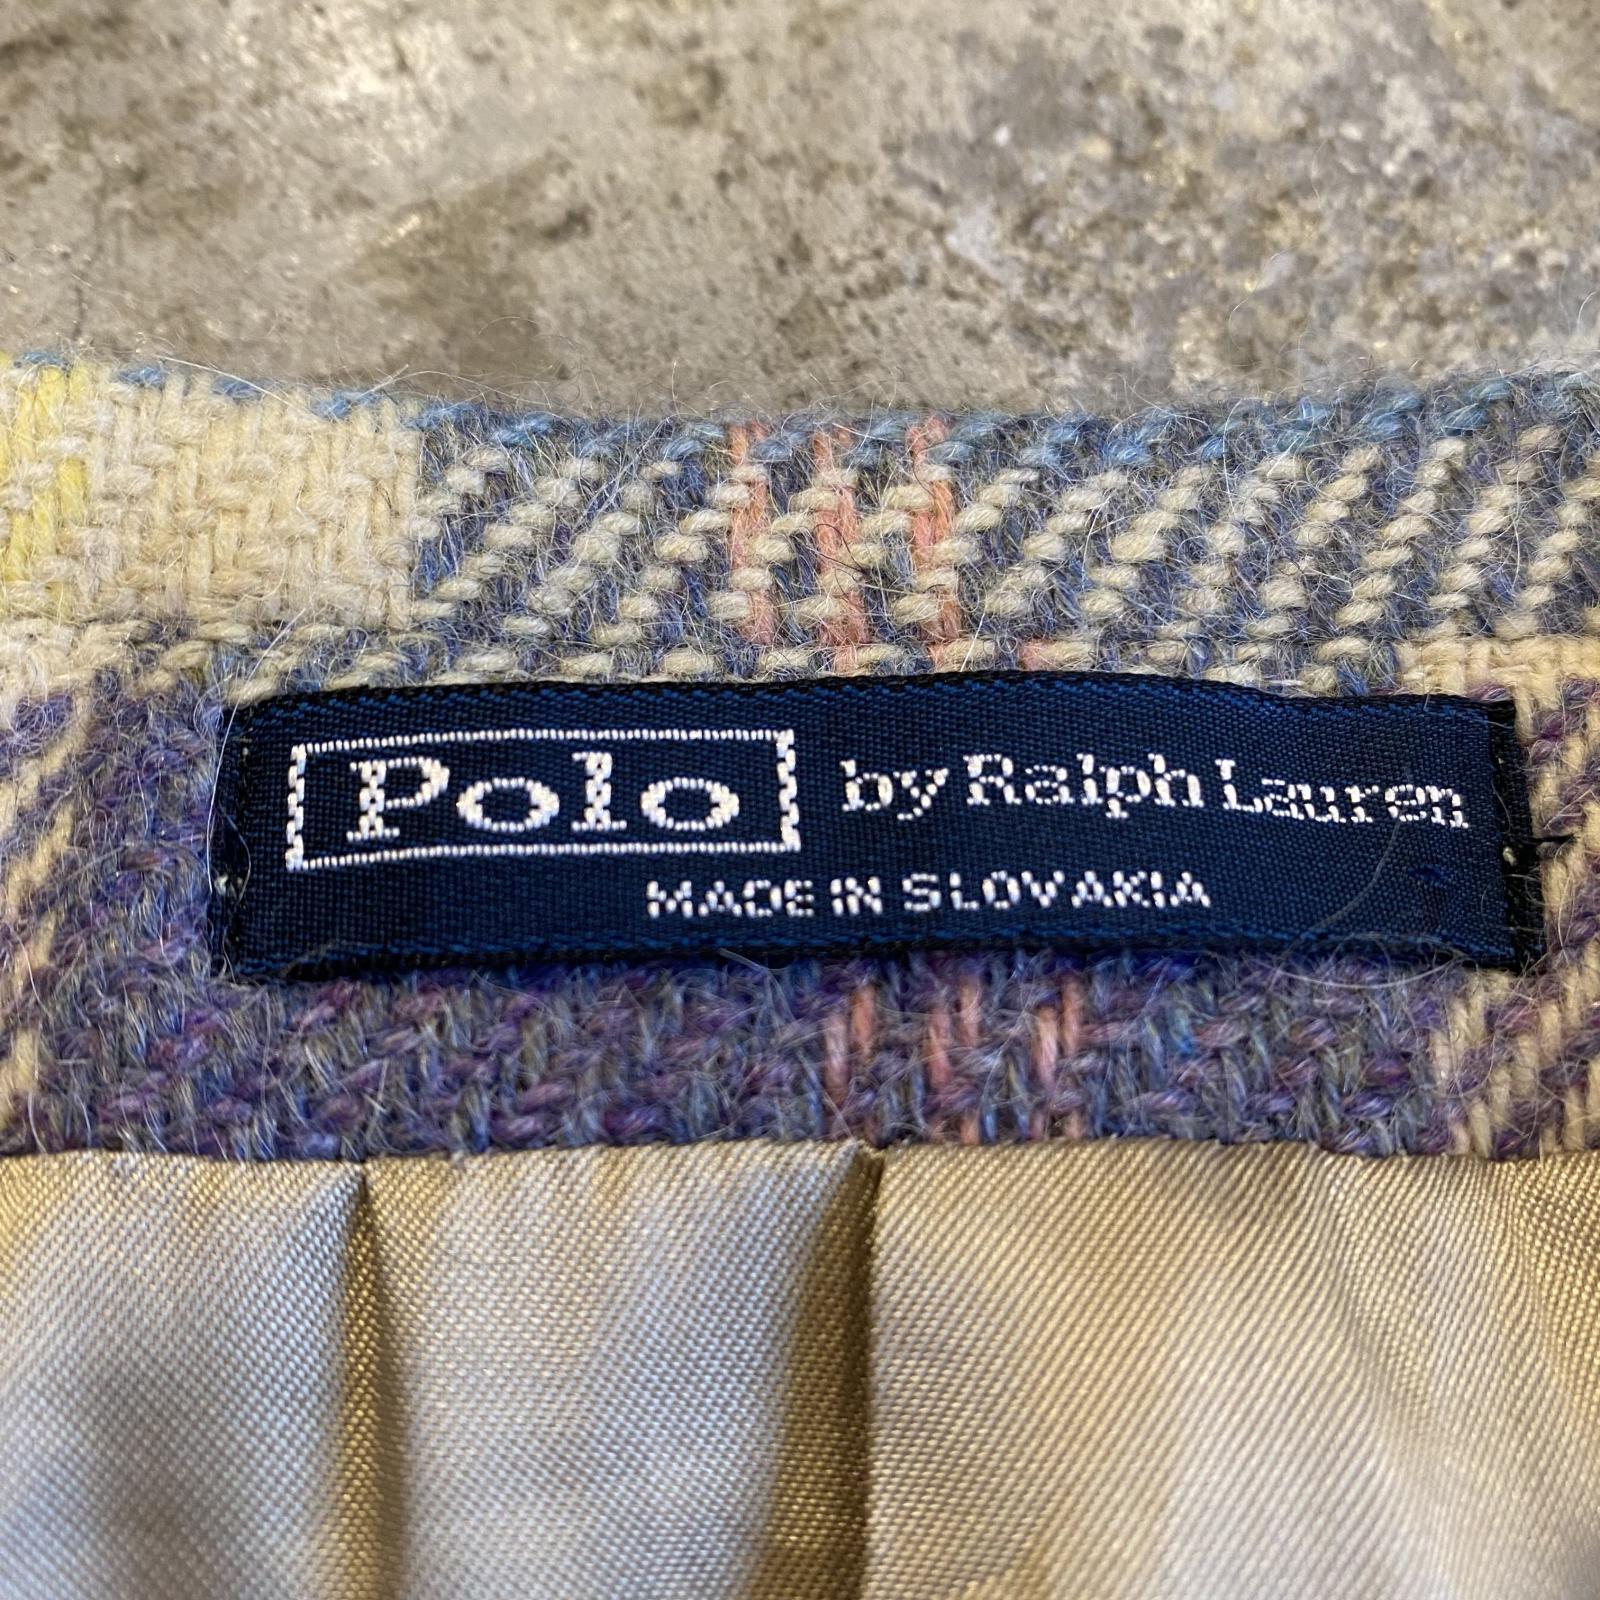 Polo by Ralph Lauren
MADE IN SLOVAKIA